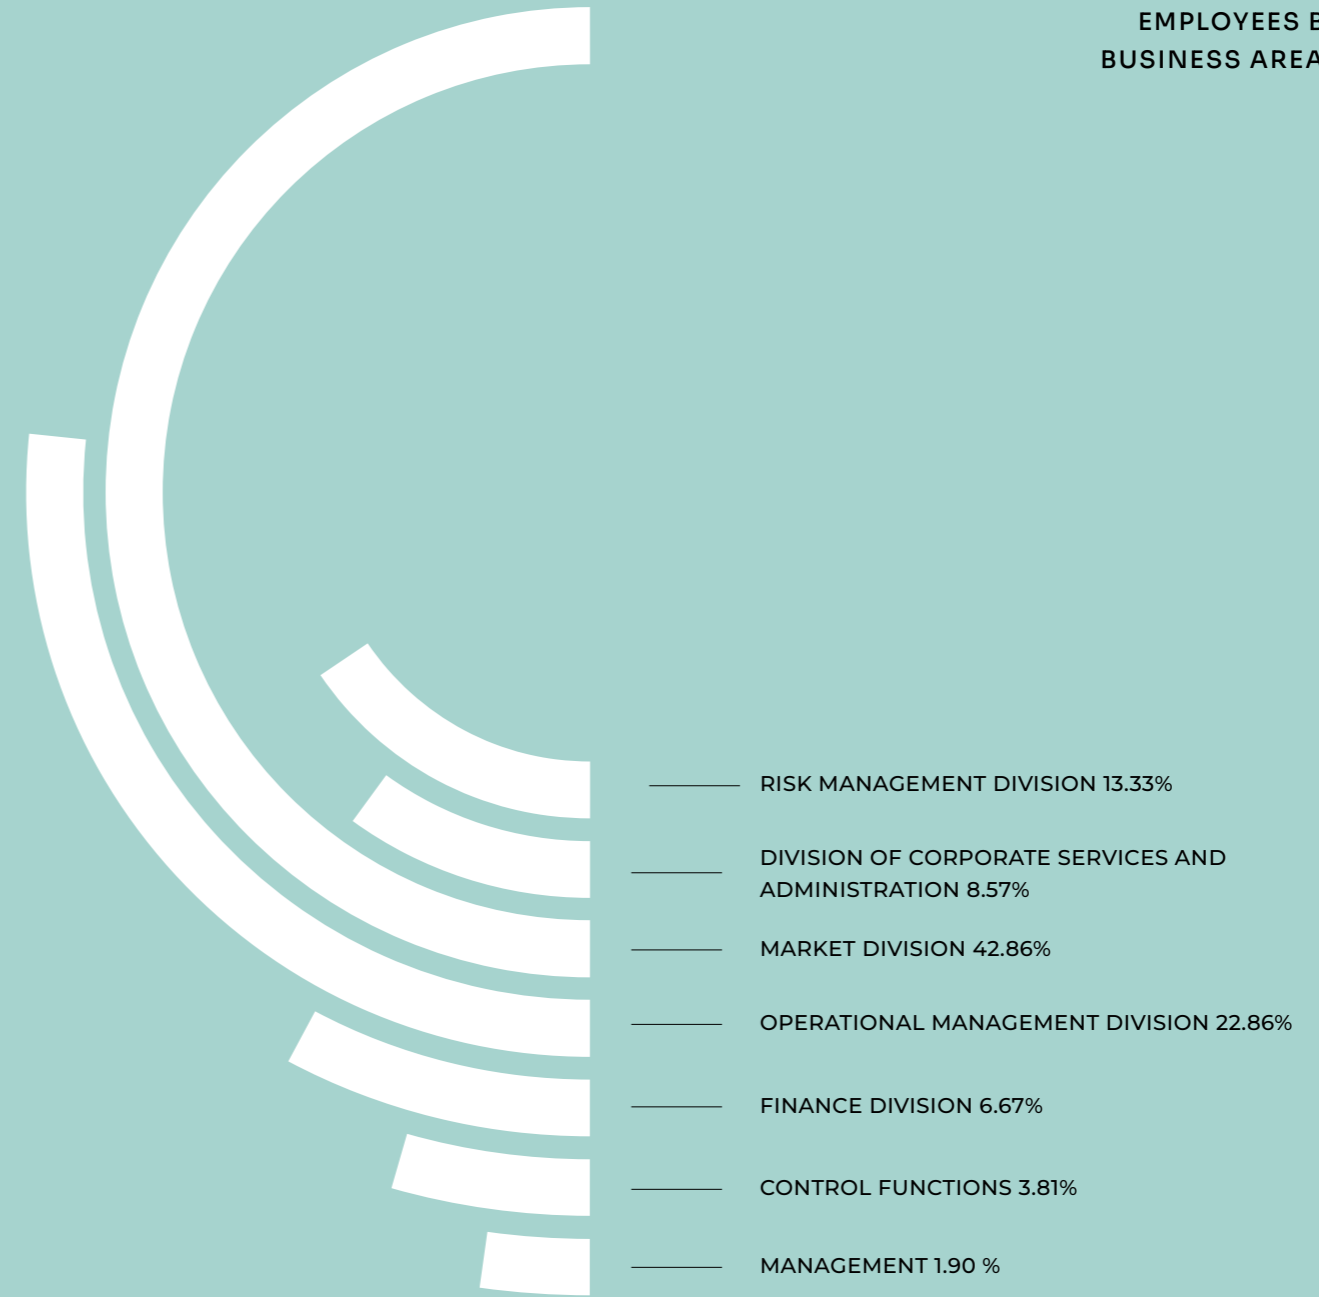 EMPLOYEES B
BUSINESS AREA
RISK MANAGEMENT DIVISION 13.33%
DIVISION OF CORPORATE SERVICES AND
ADMINISTRATION 8.57%
MARKET DIVISION 42.86%
OPERATIONAL MANAGEMENT DIVISION 22.86%
FINANCE DIVISION 6.67%
CONTROL FUNCTIONS 3.81%
MANAGEMENT 1.90 %